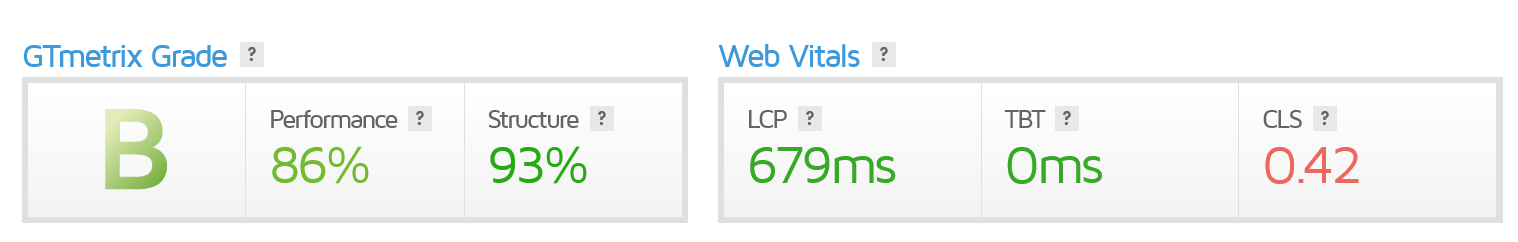 GTmetrix Grade ?
B
Performance ?
86%
Structure ?
93%
Web Vitals ?
LCP ?
679ms
TBT ?
0ms
CLS ?
0.42